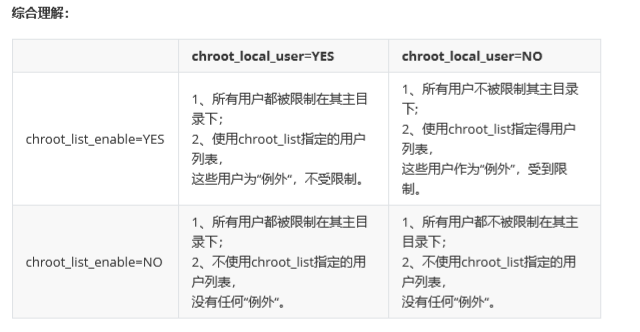 综合理解：
chroot_local_user=YES
chroot_local_user=NO
chroot_list_enable=YES
1、所有用户都被限制在其主目
录下；
2、使用chroot_list指定的用户
列表，
这些用户为“例外”，不受限制。
1、所有用户不被限制其主目录
下；
2、使用chroot_list指定得用户
列表，
这些用户作为“例外”，受到限
制。
chroot_list_enable=NO
1、所有用户都被限制在其主目
录下；
2、不使用chroot_list指定的用
户列表，
没有任何“例外”。
1、所有用户都不被限制在其主
目录下；
2、不使用chroot_list指定的用
户列表，
没有任何“例外”。